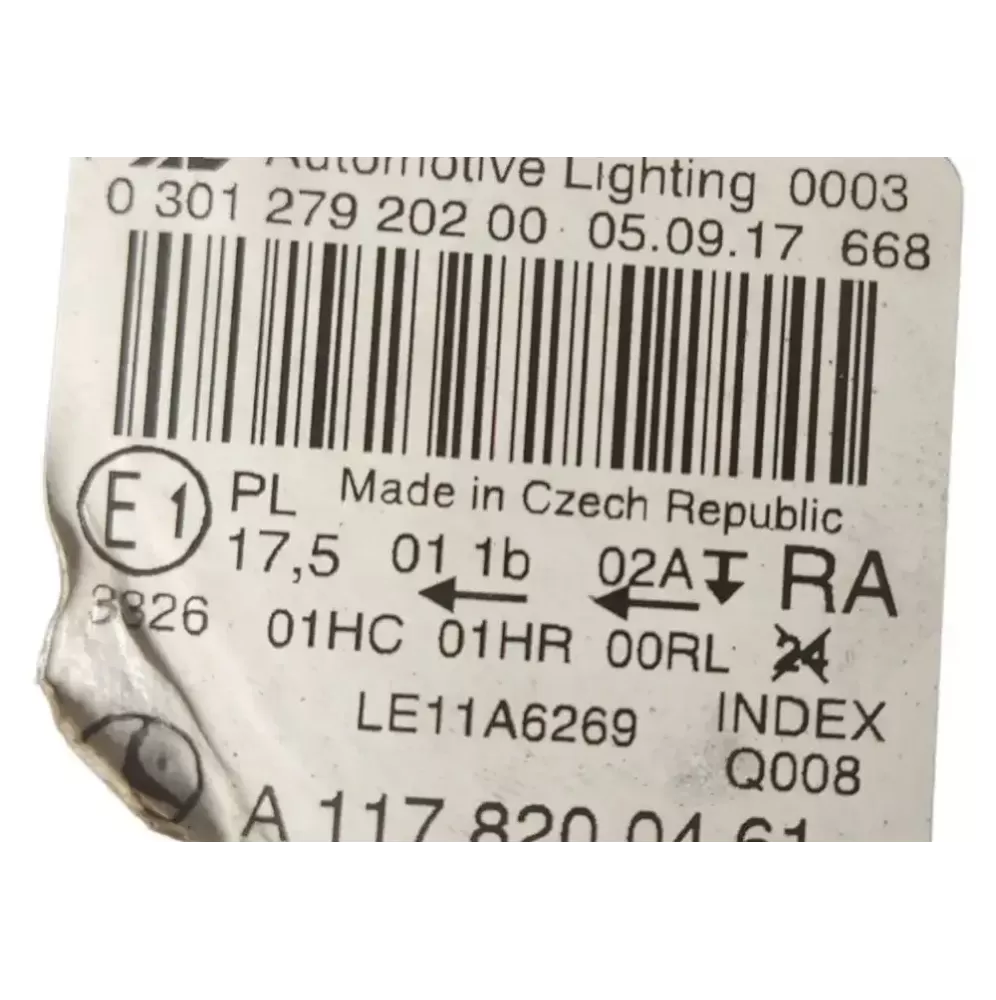 Automotive Lighting 0003
0 301 279 202 00 05.09.17 668
E1 PL Made in Czech Republic
17,5 01 1b 02A RA
3326 01HC 01HR 00RL 24
LE11A6269 INDEX
Q008
A 117 820 04 61